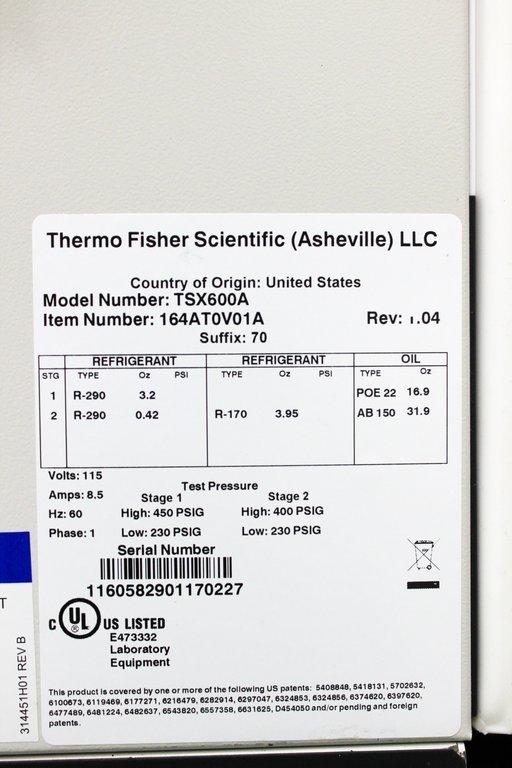 Thermo Fisher Scientific (Asheville) LLC
Country of Origin: United States
Model Number: TSX600A
Item Number: 164AT0V01A Rev: 1.04
Suffix: 70
REFRIGERANT REFRIGERANT OIL
STG TYPE Oz PSI TYPE Oz PSI TYPE Oz
1 R-290 3.2 POE 22 16.9
2 R-290 0.42 R-170 3.95 AB 150 31.9
Volts: 115
Test Pressure
Amps: 8.5 Stage 1 Stage 2
Hz: 60 High: 450 PSIG High: 400 PSIG
Phase: 1 Low: 230 PSIG Low: 230 PSIG
Serial Number
1160582901170227
C UL US LISTED
E473332
Laboratory
Equipment
This product is covered by one or more of the following US patents: 5408848, 5418131, 5702632,
6100673, 6119469, 6177271, 6216479, 6282914, 6297047, 6324853, 6324856, 6374620, 6397620,
6477489, 6481224, 6482637, 6543820, 6557358, 6631625, D454050 and/or pending and foreign
patents.
T
314451H01 REV B